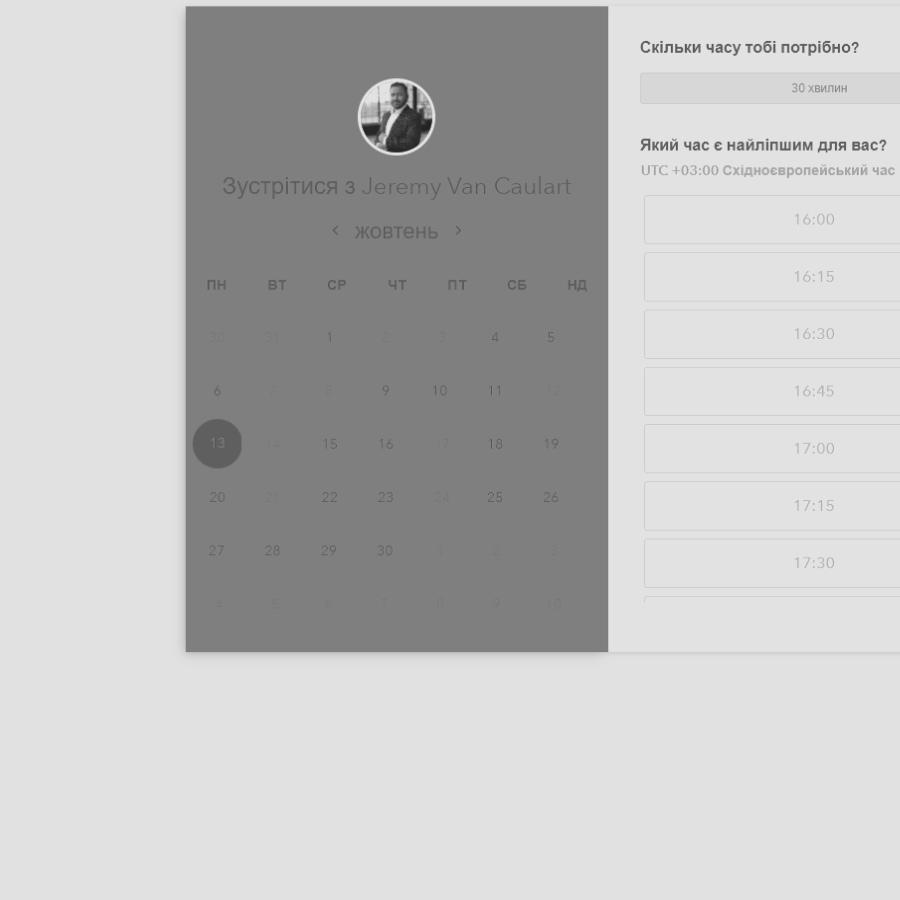 Зустрітися з Jeremy Van Caulart
жовтень
ПН ВТ СР ЧТ ПТ СБ НД
30 31 1 2 3 4 5
6 7 8 9 10 11 12
13 14 15 16 17 18 19
20 21 22 23 24 25 26
27 28 29 30 1 2 3
4 5 6 7 8 9 10
Скільки часу тобі потрібно?
30 хвилин
Який час є найліпшим для вас?
UTC +03:00 Східноєвропейський час
16:00
16:15
16:30
16:45
17:00
17:15
17:30